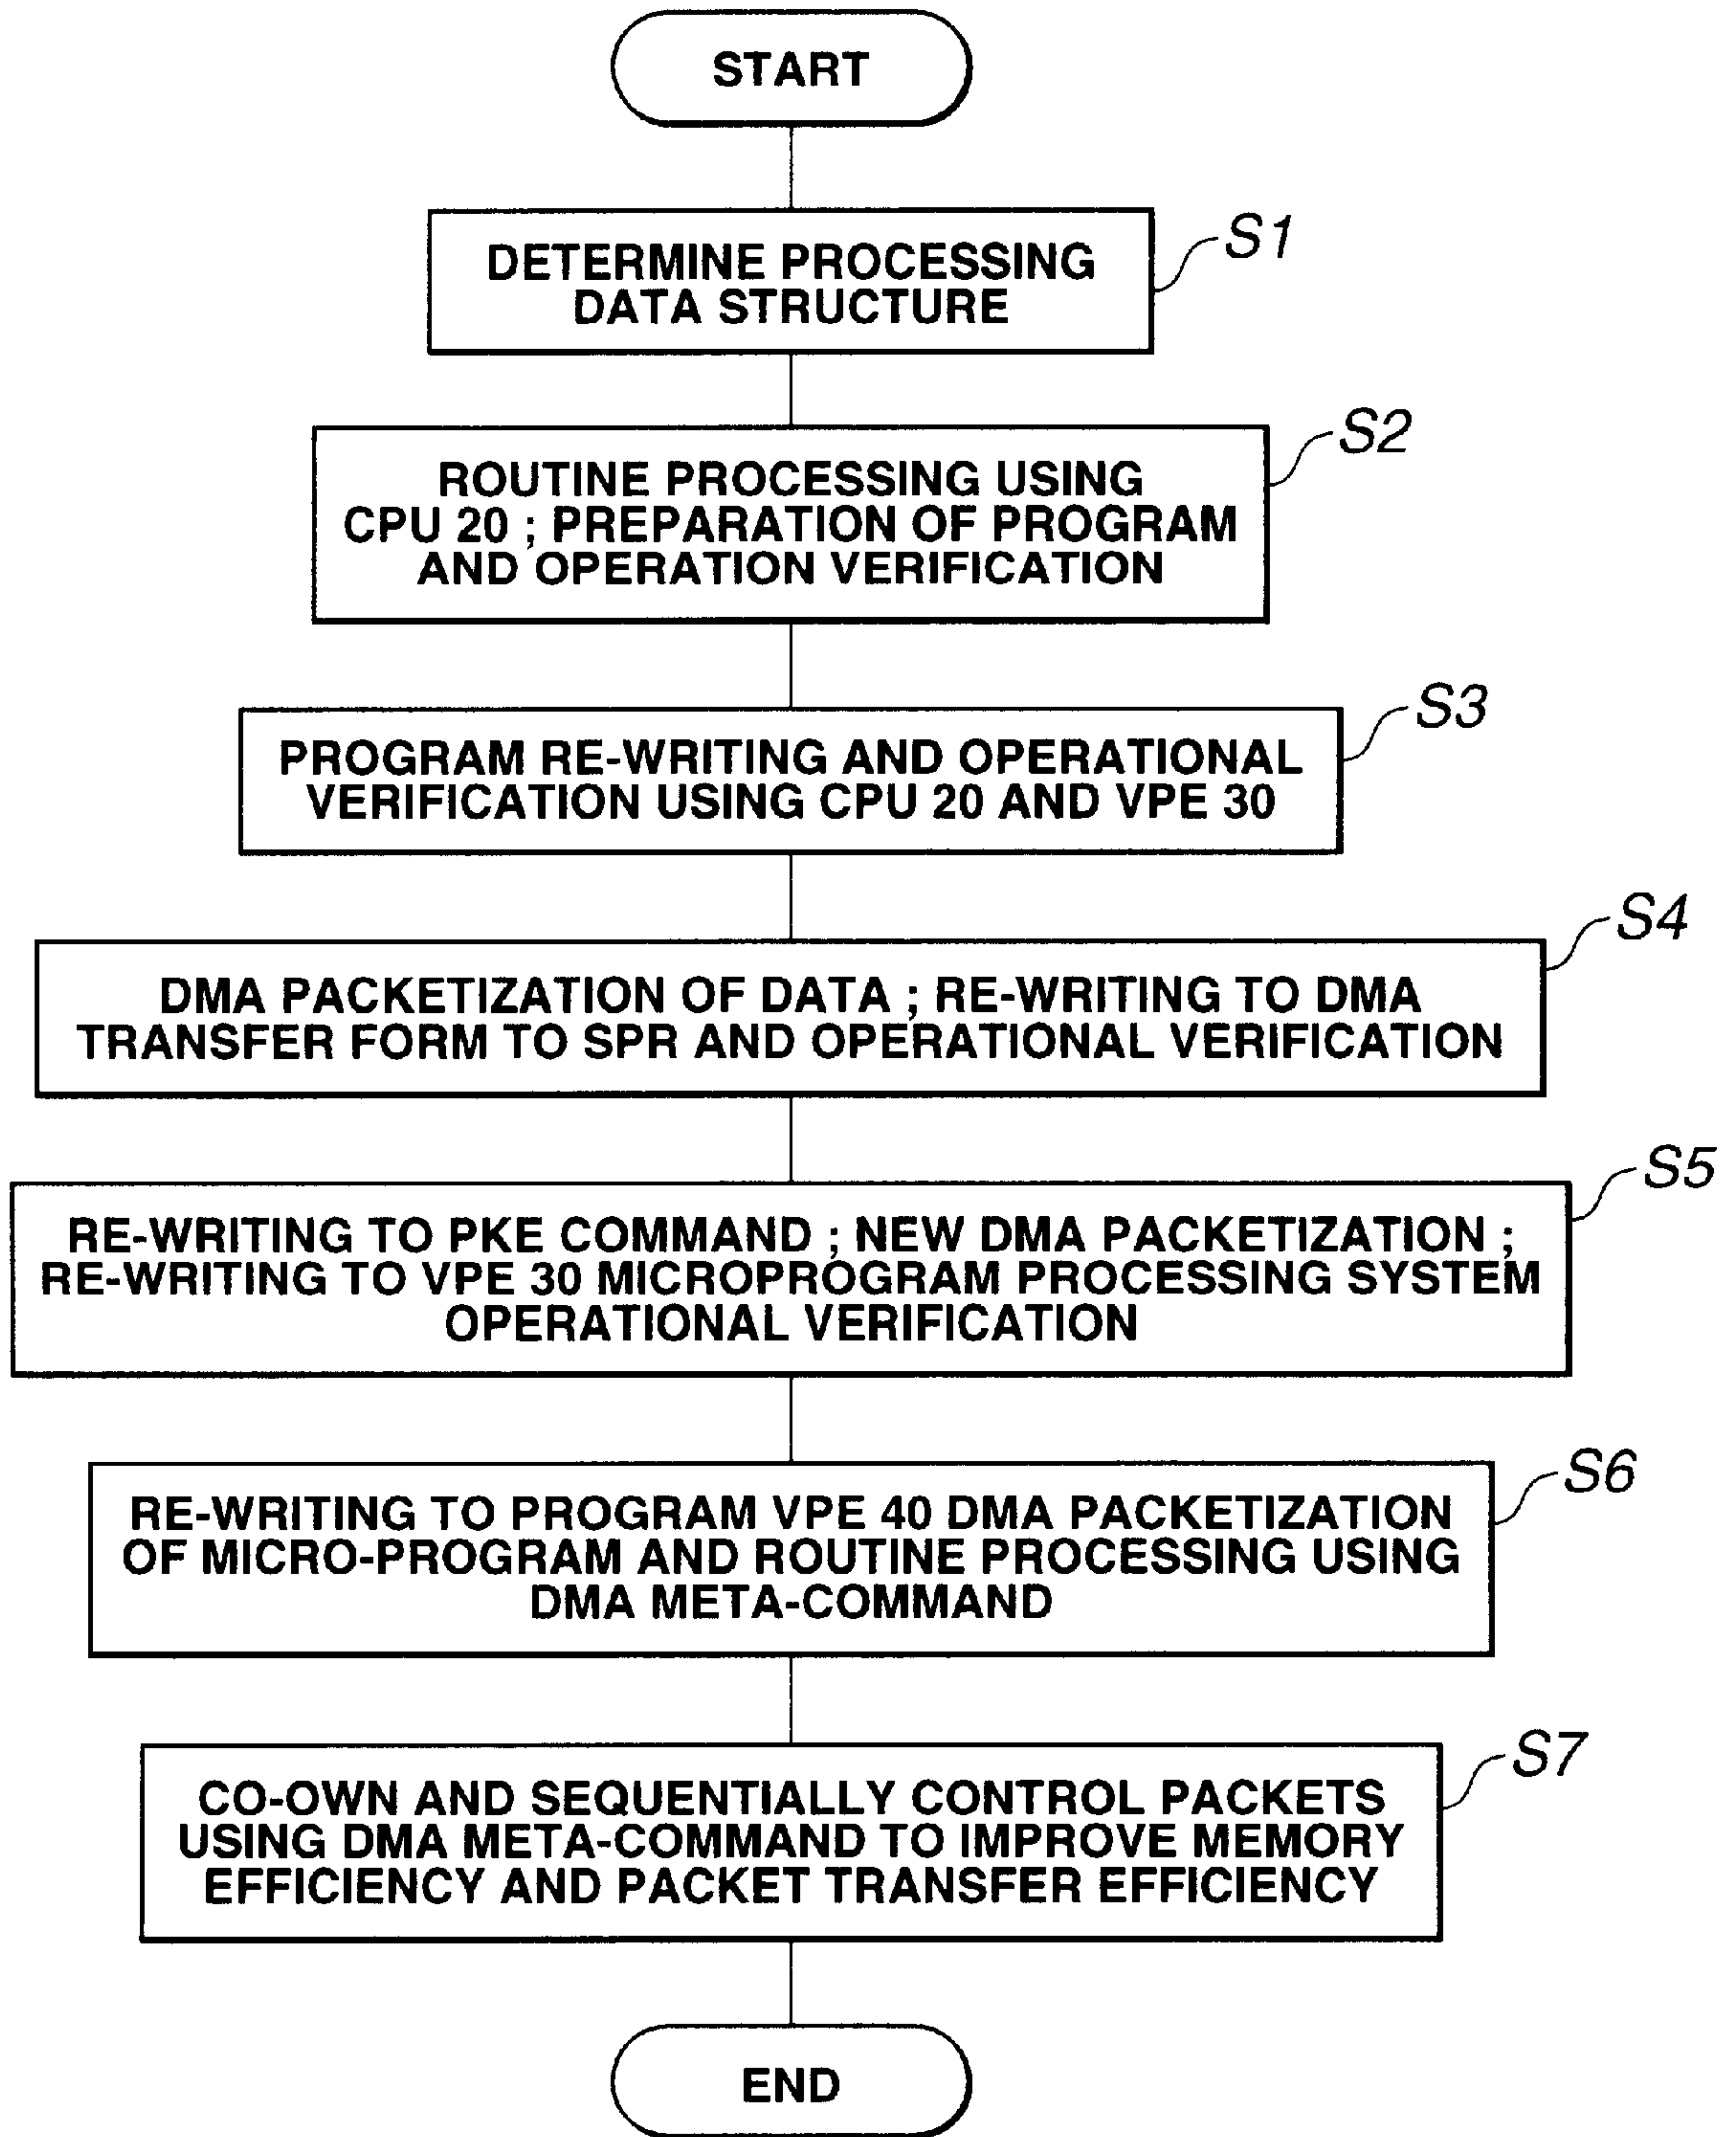 START
S1
DETERMINE PROCESSING
DATA STRUCTURE
S2
ROUTINE PROCESSING USING
CPU 20 ; PREPARATION OF PROGRAM
AND OPERATION VERIFICATION
S3
PROGRAM RE-WRITING AND OPERATIONAL
VERIFICATION USING CPU 20 AND VPE 30
S4
DMA PACKETIZATION OF DATA ; RE-WRITING TO DMA
TRANSFER FORM TO SPR AND OPERATIONAL VERIFICATION
S5
RE-WRITING TO PKE COMMAND ; NEW DMA PACKETIZATION ;
RE-WRITING TO VPE 30 MICROPROGRAM PROCESSING SYSTEM
OPERATIONAL VERIFICATION
S6
RE-WRITING TO PROGRAM VPE 40 DMA PACKETIZATION
OF MICRO-PROGRAM AND ROUTINE PROCESSING USING
DMA META-COMMAND
S7
CO-OWN AND SEQUENTIALLY CONTROL PACKETS
USING DMA META-COMMAND TO IMPROVE MEMORY
EFFICIENCY AND PACKET TRANSFER EFFICIENCY
END